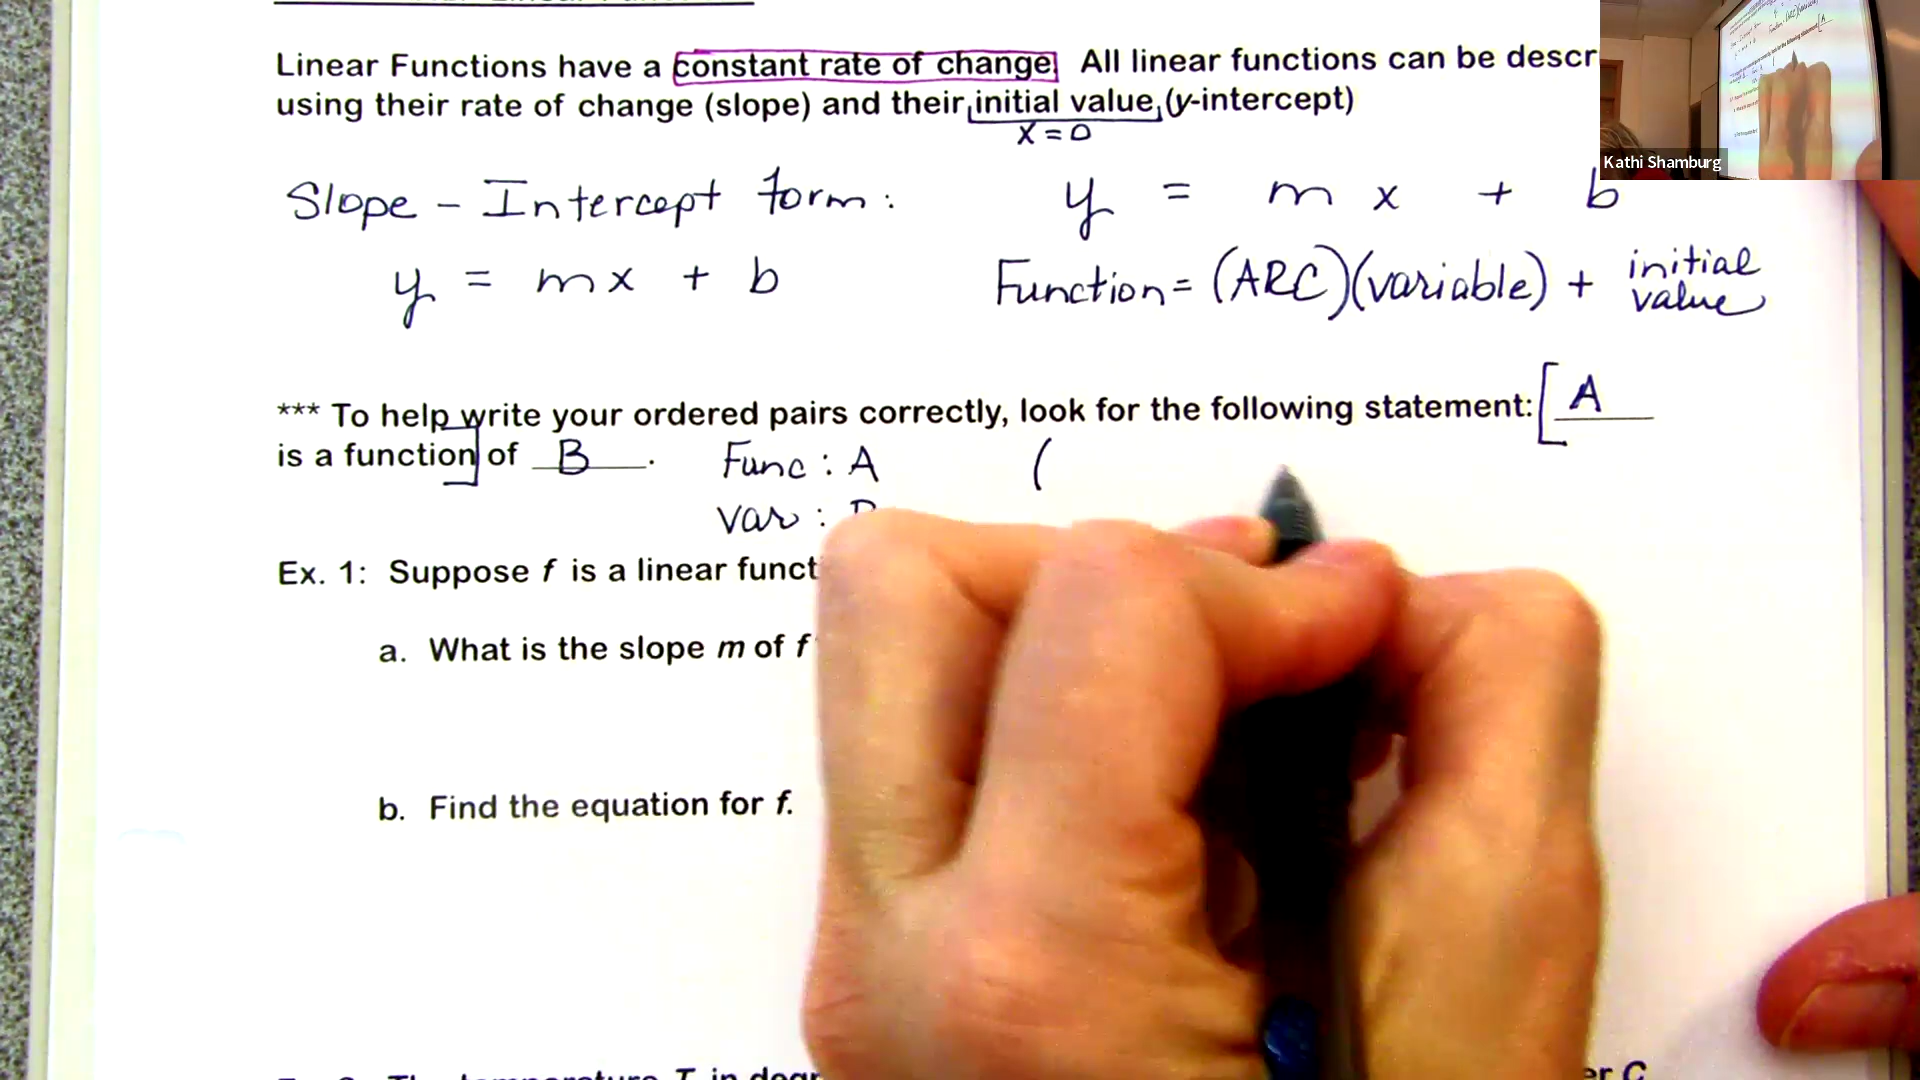 Linear Functions have a constant rate of change. All linear functions can be descr
using their rate of change (slope) and their initial value (y-intercept)
x = 0
Kathi Shamburg
Slope - Intercept form: y = m x + b
y = mx + b Function = (ARC)(variable) + initial value
*** To help write your ordered pairs correctly, look for the following statement: [ A
is a function] of B . Func : A (
var :
Ex. 1: Suppose f is a linear funct
a. What is the slope m of f
b. Find the equation for f.